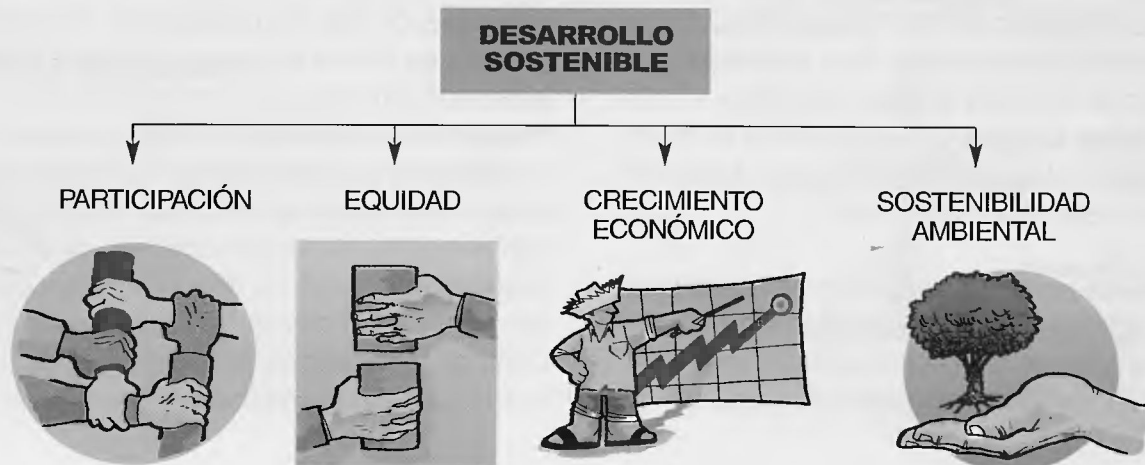 DESARROLLO
SOSTENIBLE
PARTICIPACIÓN
EQUIDAD
CRECIMIENTO
ECONÓMICO
SOSTENIBILIDAD
AMBIENTAL